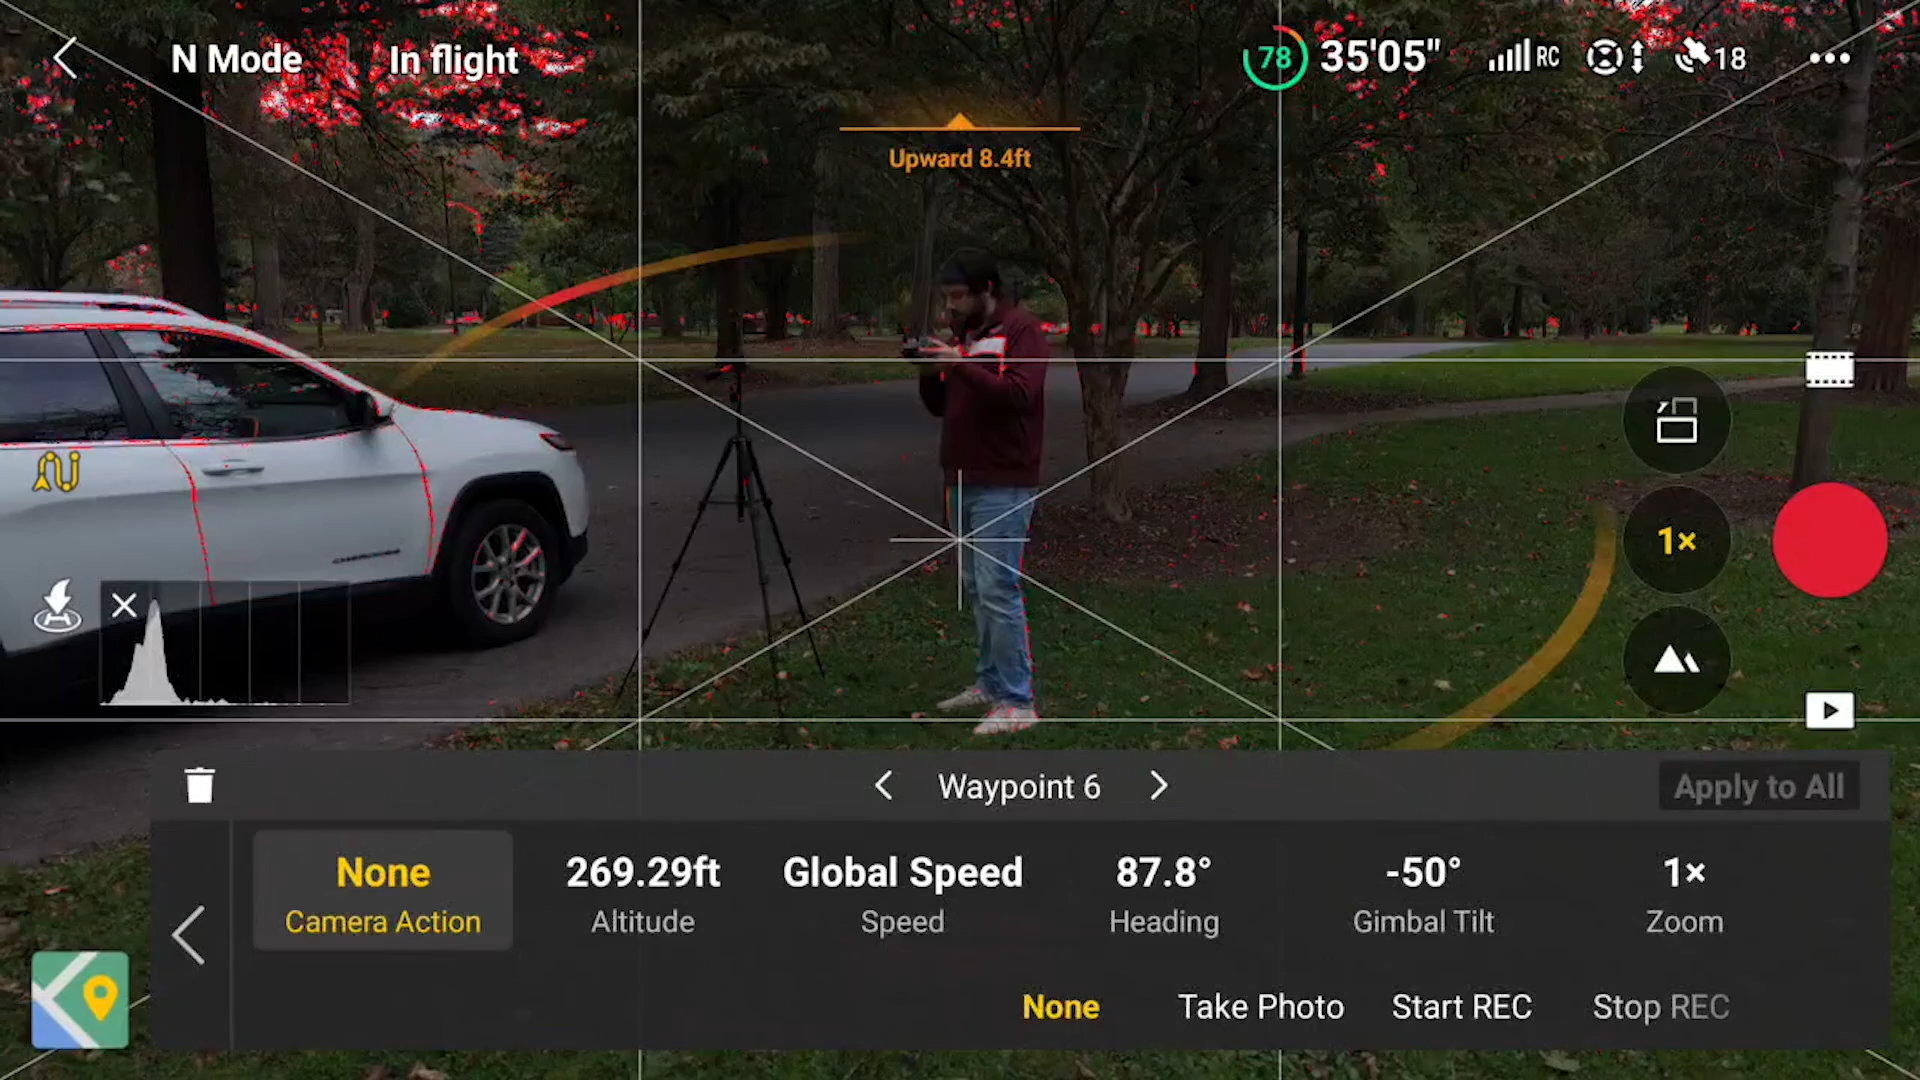 N Mode
In flight
78
35'05"
RC
18
Upward 8.4ft
CHEROKEE
1×
Waypoint 6
Apply to All
None
Camera Action
269.29ft
Altitude
Global Speed
Speed
87.8°
Heading
-50°
Gimbal Tilt
1×
Zoom
None
Take Photo
Start REC
Stop REC